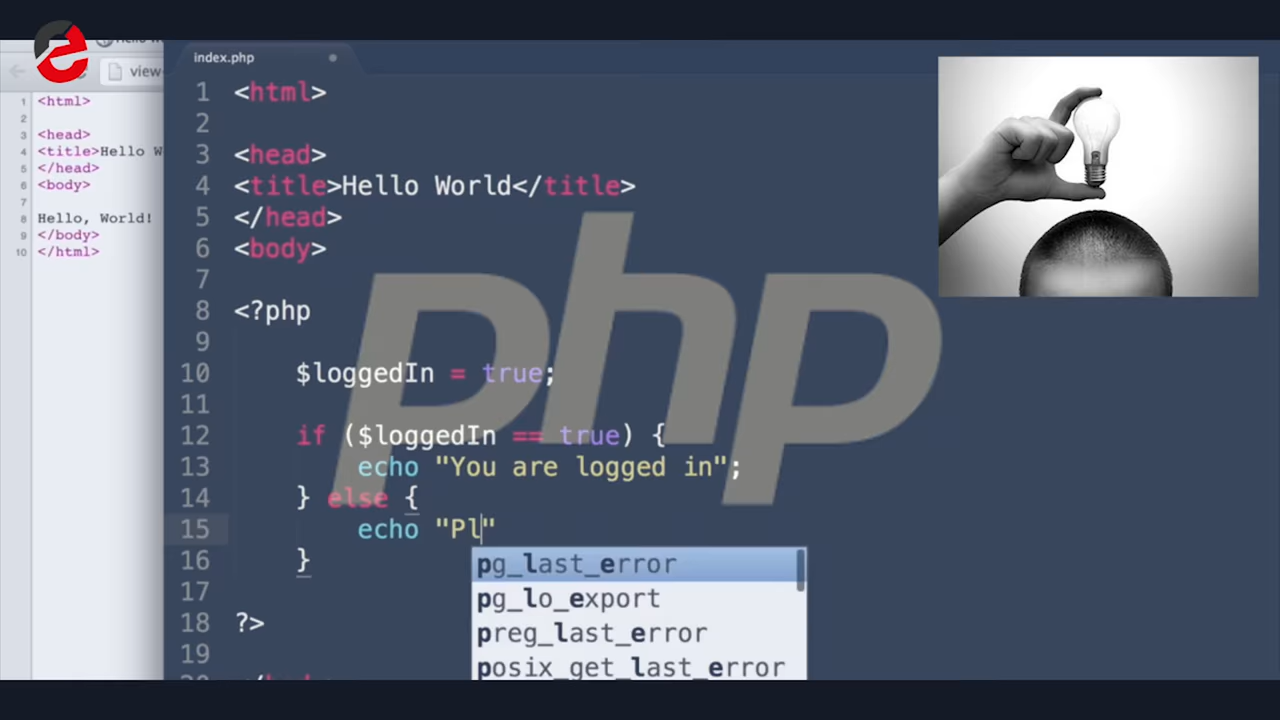 index.php
view-
1 <html>
2
3 <head>
4 <title>Hello W
5 </head>
6 <body>
7
8 Hello, World!
9 </body>
10 </html>
1 <html>
2
3 <head>
4 <title>Hello World</title>
5 </head>
6 <body>
7
8 <?php
9
10 $loggedIn = true;
11
12 if ($loggedIn == true) {
13 echo "You are logged in";
14 } else {
15 echo "Pl"
16 }
17
18 ?>
19
pg_last_error
pg_lo_export
preg_last_error
posix_get_last_error
php